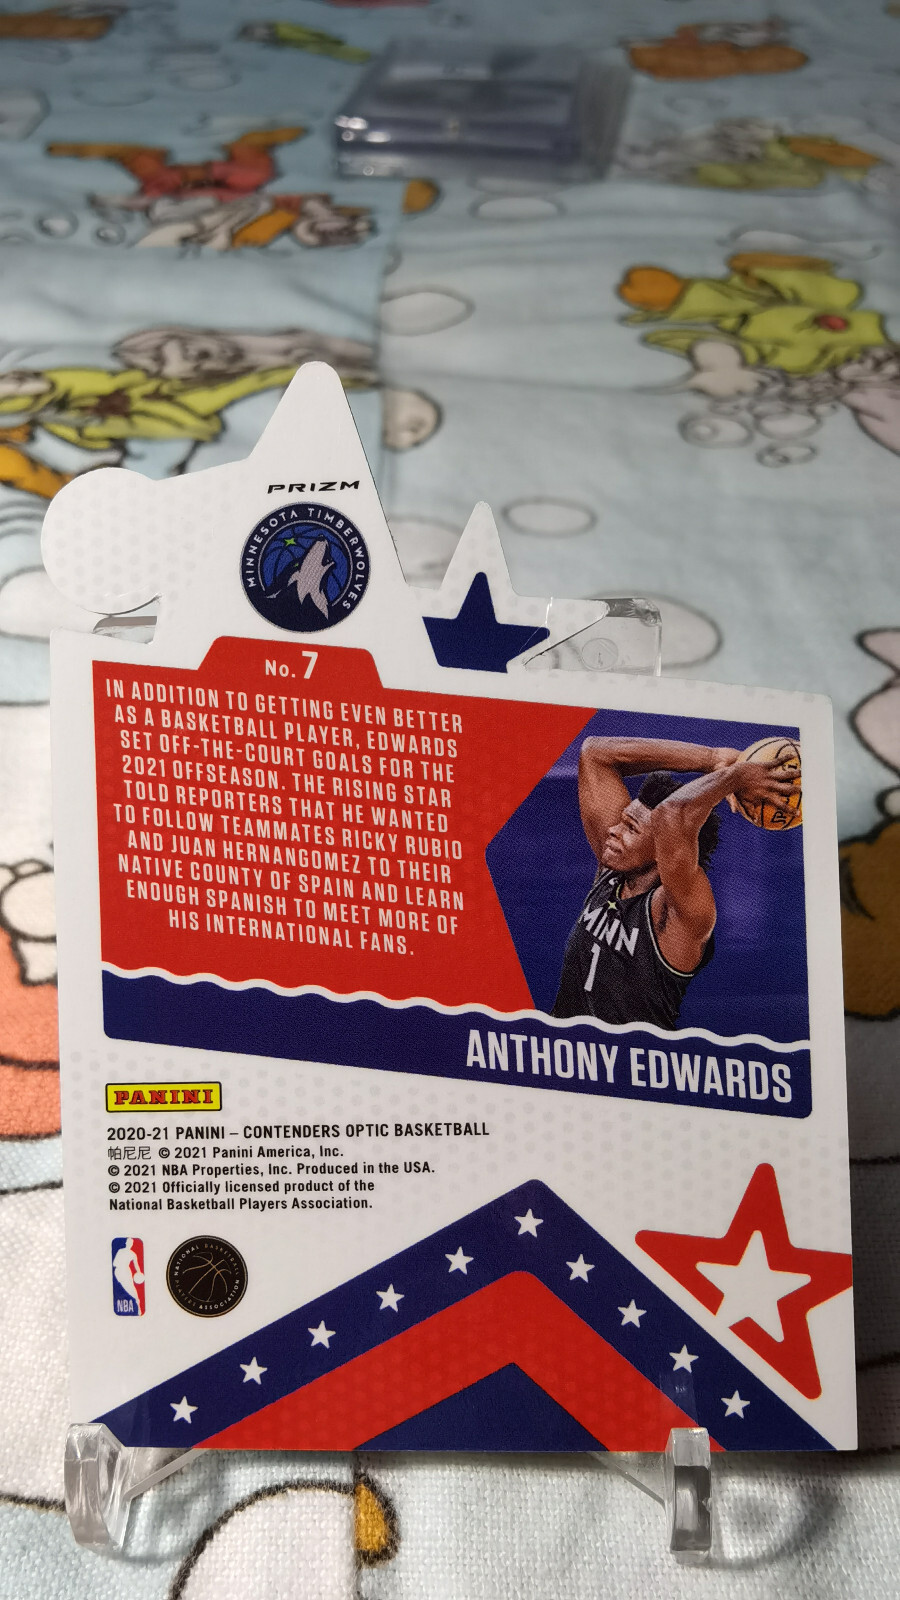 PRIZM
MINNESOTA TIMBERWOLVES
No. 7
IN ADDITION TO GETTING EVEN BETTER
AS A BASKETBALL PLAYER, EDWARDS
SET OFF-THE-COURT GOALS FOR THE
2021 OFFSEASON. THE RISING STAR
TOLD REPORTERS THAT HE WANTED
TO FOLLOW TEAMMATES RICKY RUBIO
AND JUAN HERNANGOMEZ TO THEIR
NATIVE COUNTY OF SPAIN AND LEARN
ENOUGH SPANISH TO MEET MORE OF
HIS INTERNATIONAL FANS.
MINN
1
ANTHONY EDWARDS
PANINI
2020-21 PANINI – CONTENDERS OPTIC BASKETBALL
帕尼尼 © 2021 Panini America, Inc.
© 2021 NBA Properties, Inc. Produced in the USA.
© 2021 Officially licensed product of the
National Basketball Players Association.
NBA
NATIONAL BASKETBALL
PLAYERS ASSOCIATION